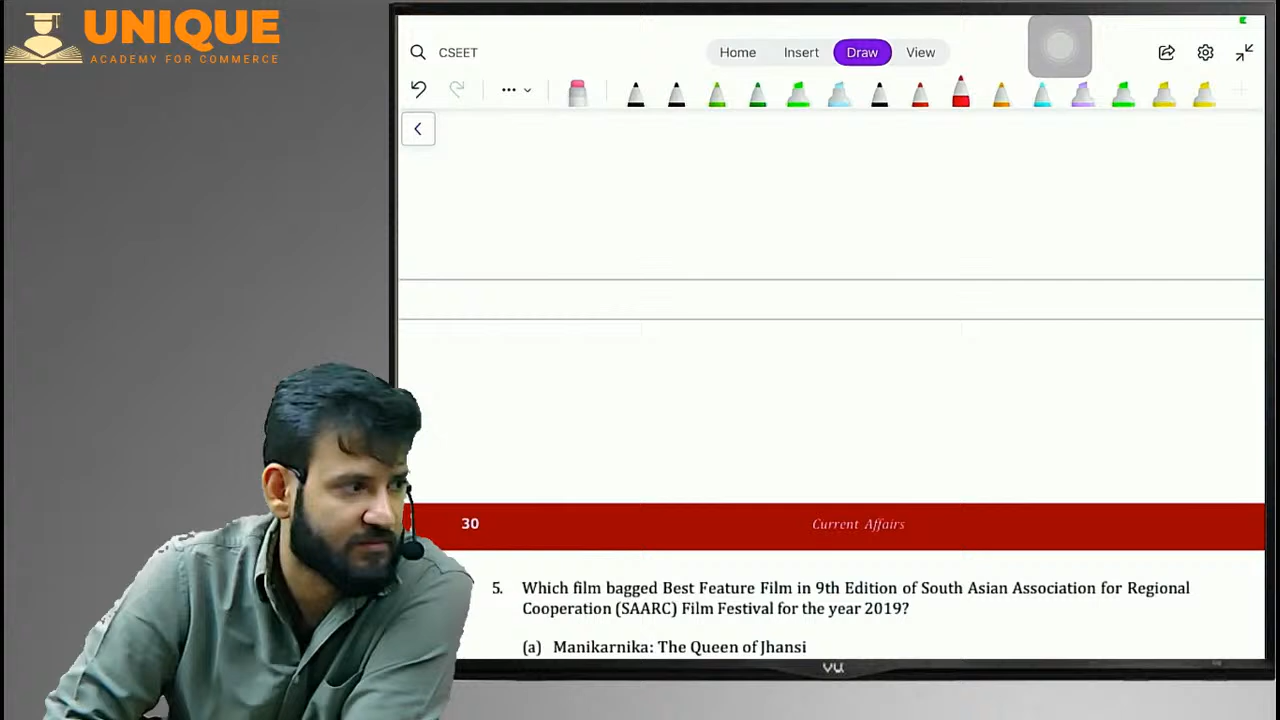 UNIQUE
ACADEMY FOR COMMERCE
CSEET
Home Insert Draw View
30 Current Affairs
5. Which film bagged Best Feature Film in 9th Edition of South Asian Association for Regional
Cooperation (SAARC) Film Festival for the year 2019?
(a) Manikarnika: The Queen of Jhansi
vu